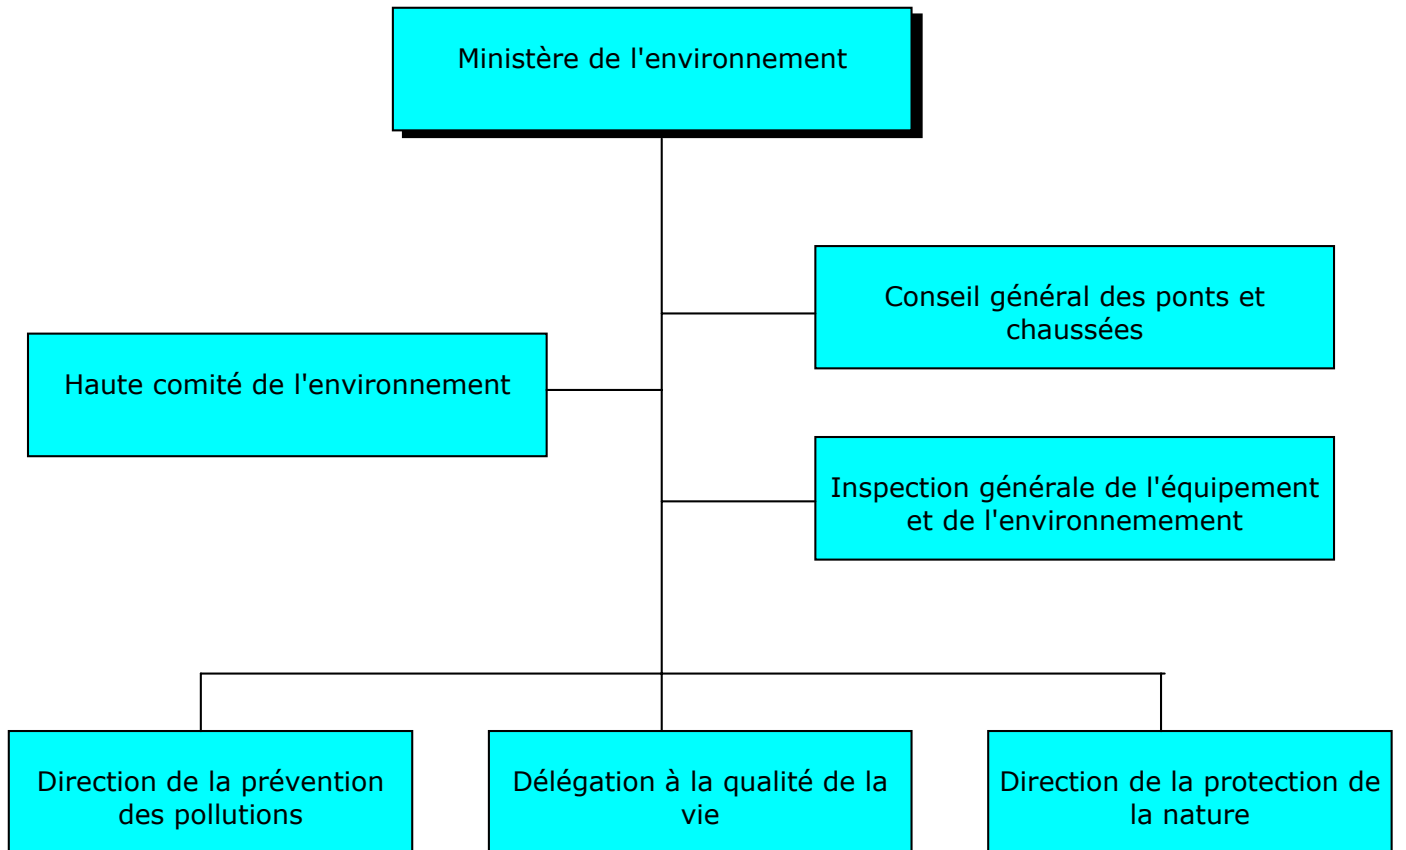 Ministère de l'environnement
Conseil général des ponts et
chaussées
Haute comité de l'environnement
Inspection générale de l'équipement
et de l'environnemement
Direction de la prévention
des pollutions
Délégation à la qualité de la
vie
Direction de la protection de
la nature